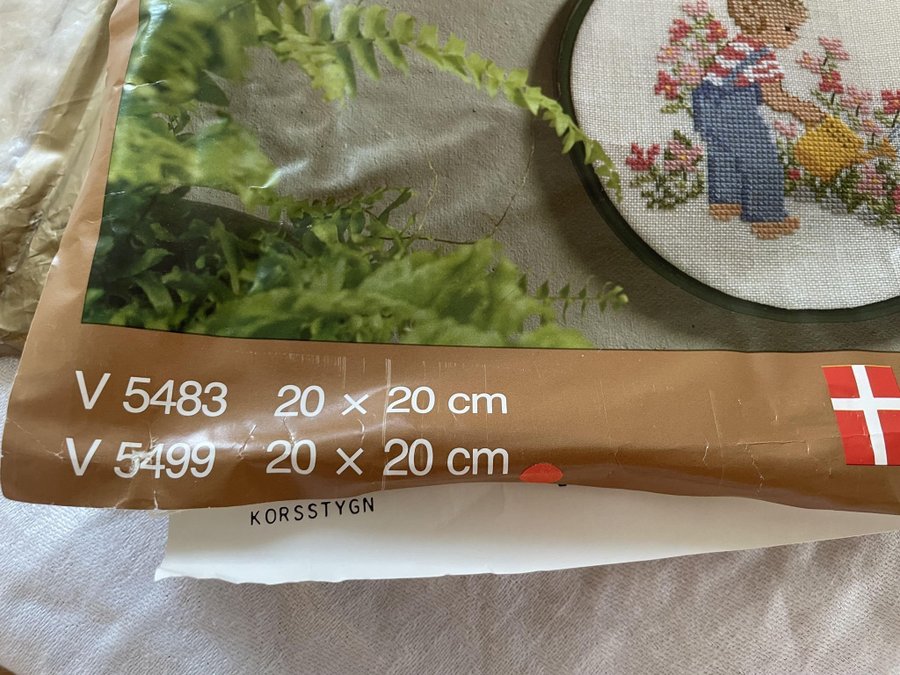 V 5483 20 × 20 cm
V 5499 20 × 20 cm
KORSSTYGN